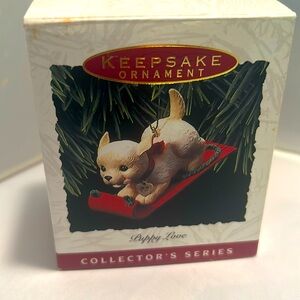 KEEPSAKE
ORNAMENT
Puppy Love
COLLECTOR'S SERIES